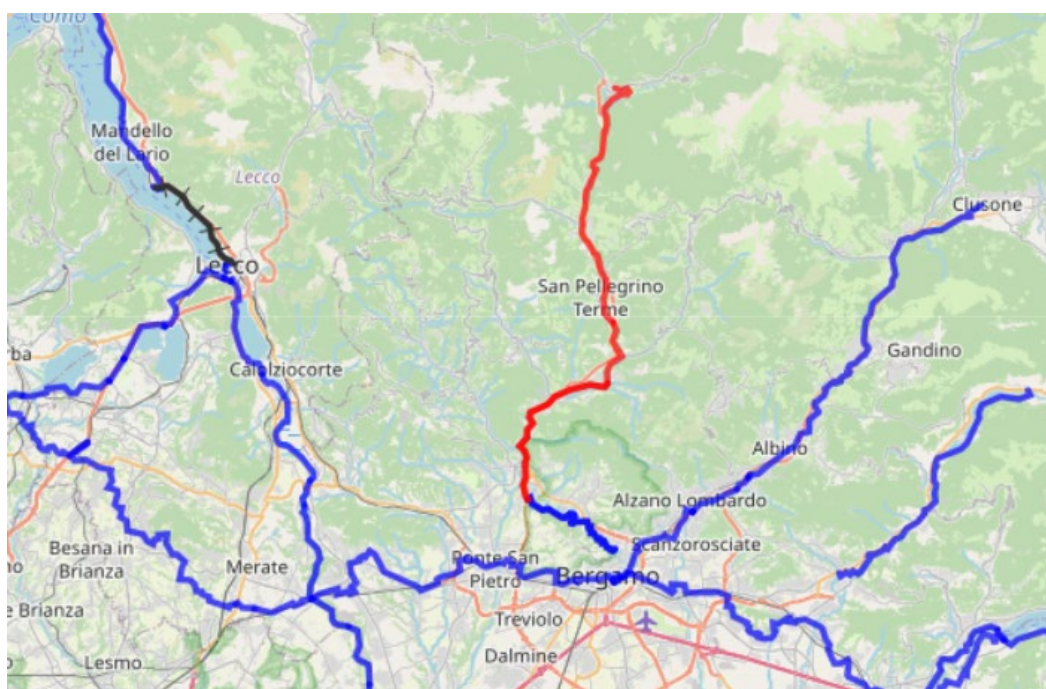 Como
Mandello
del Lario
Lecco
Clusone
Lecco
San Pellegrino
Terme
rba
Gandino
Calolziocorte
Albino
Alzano Lombardo
Besana in
Brianza
Ponte San
Pietro
Scanzorosciate
no
Merate
Bergamo
e Brianza
Treviolo
Lesmo
Dalmine